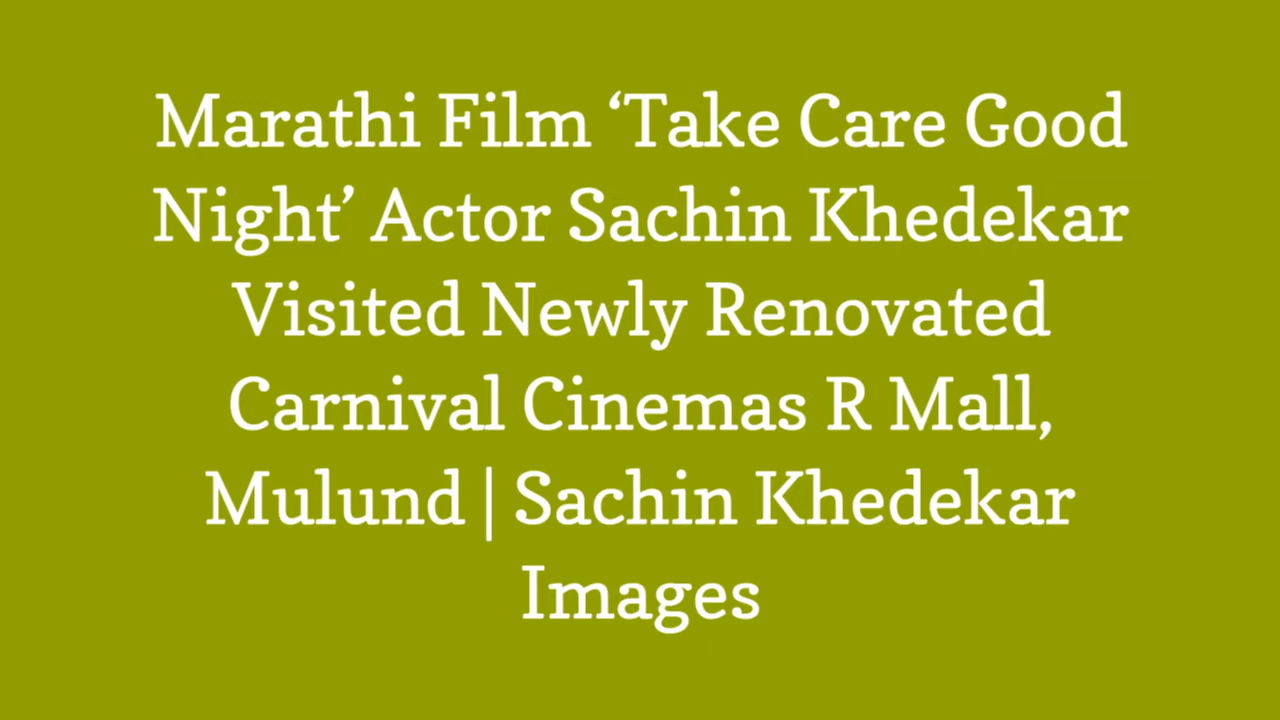 Marathi Film ‘Take Care Good
Night’ Actor Sachin Khedekar
Visited Newly Renovated
Carnival Cinemas R Mall,
Mulund | Sachin Khedekar
Images